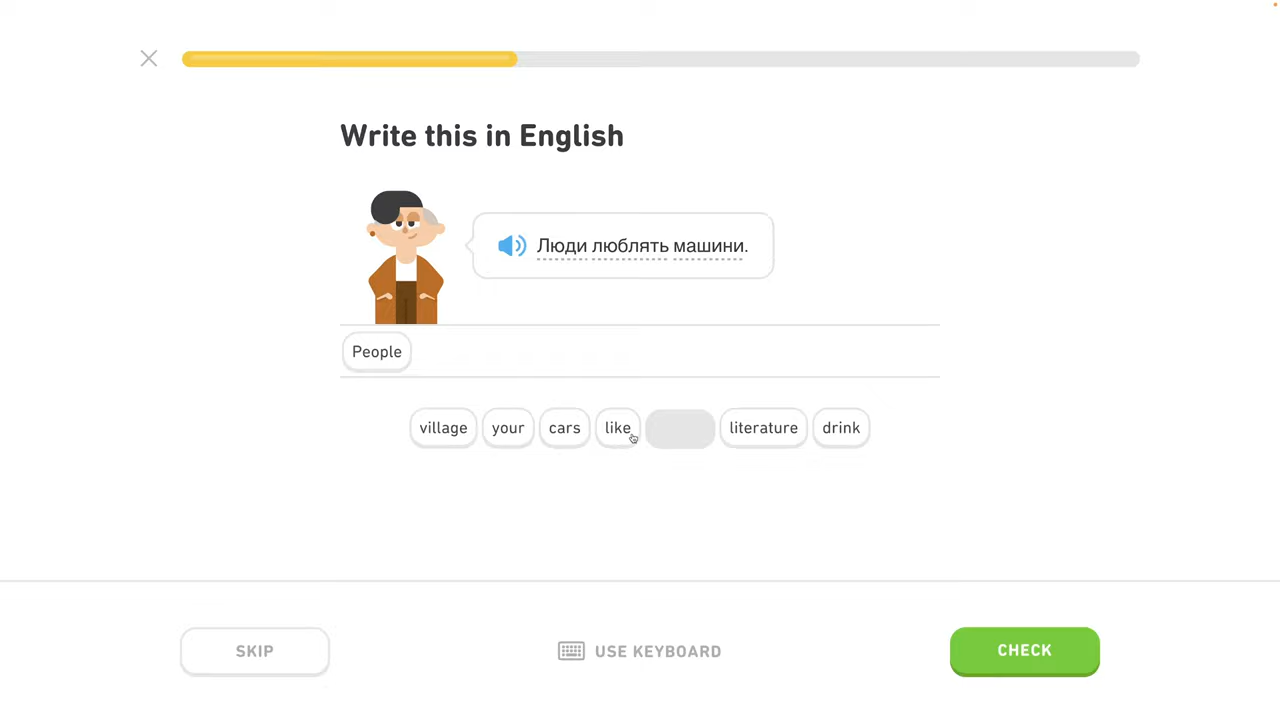 Write this in English
Люди люблять машини.
People
village your cars like literature drink
SKIP USE KEYBOARD CHECK